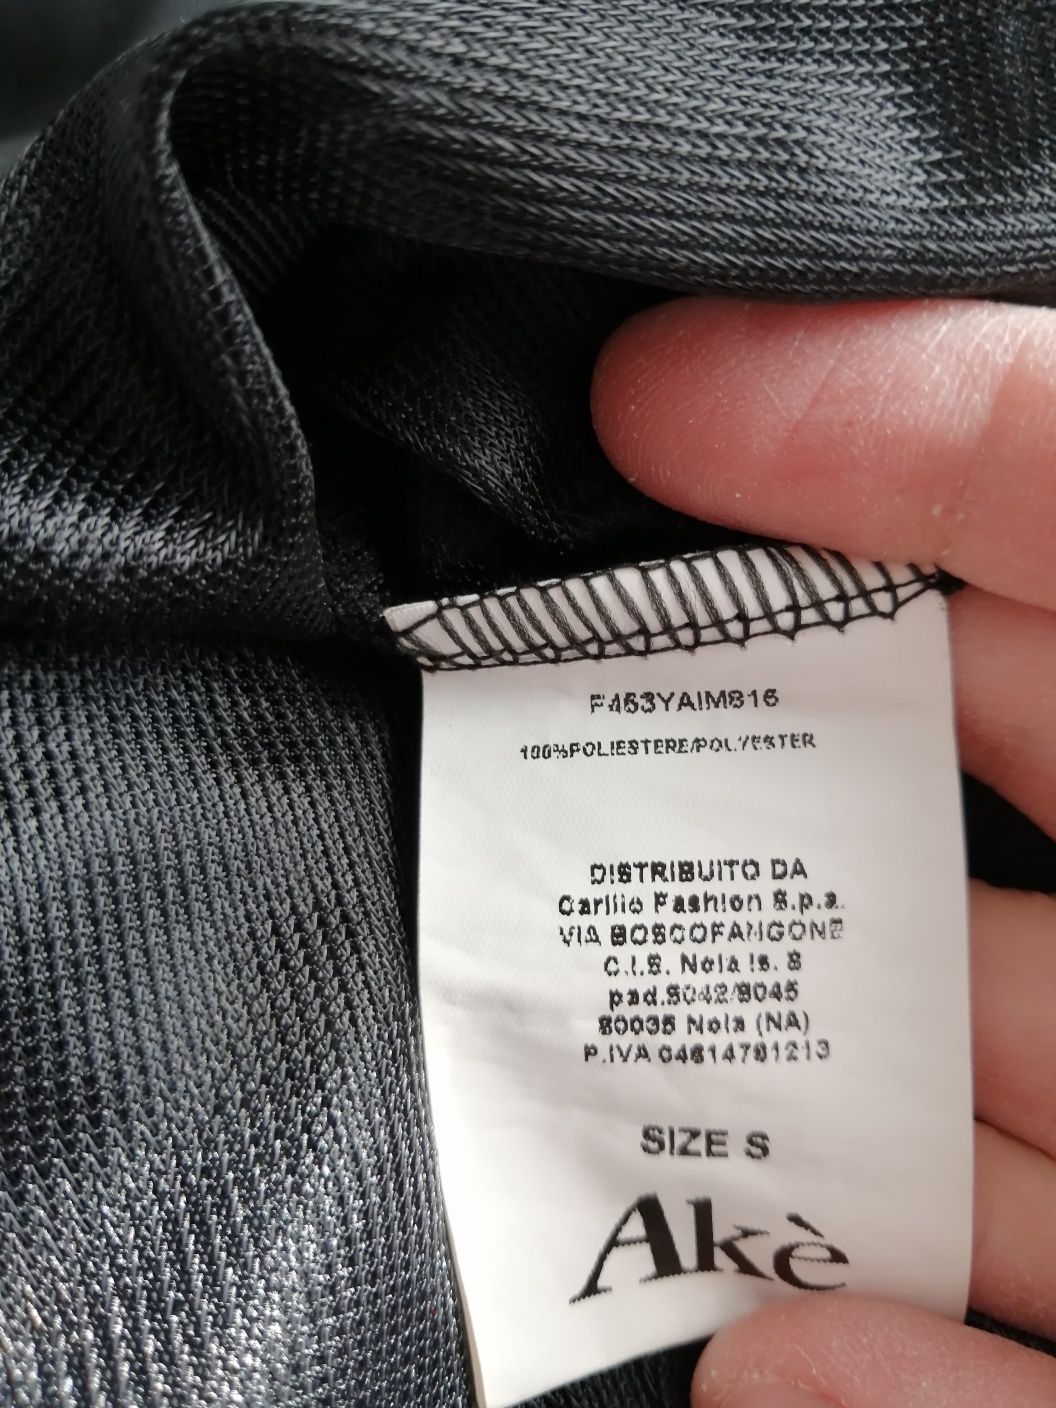 F453YAIM816
100%POLIESTERE/POLYESTER
DISTRIBUITO DA
Carillo Fashion S.p.a.
VIA BOSCOFANGONE
C.I.S. Nola Is. 8
pad.8042/8045
80035 Nola (NA)
P.IVA 04614781213
SIZE S
Akè